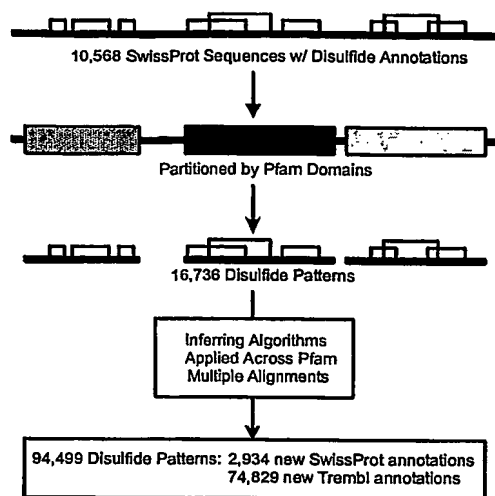 10,568 SwissProt Sequences w/ Disulfide Annotations
Partitioned by Pfam Domains
16,736 Disulfide Patterns
Inferring Algorithms
Applied Across Pfam
Multiple Alignments
94,499 Disulfide Patterns: 2,934 new SwissProt annotations
74,829 new Trembl annotations